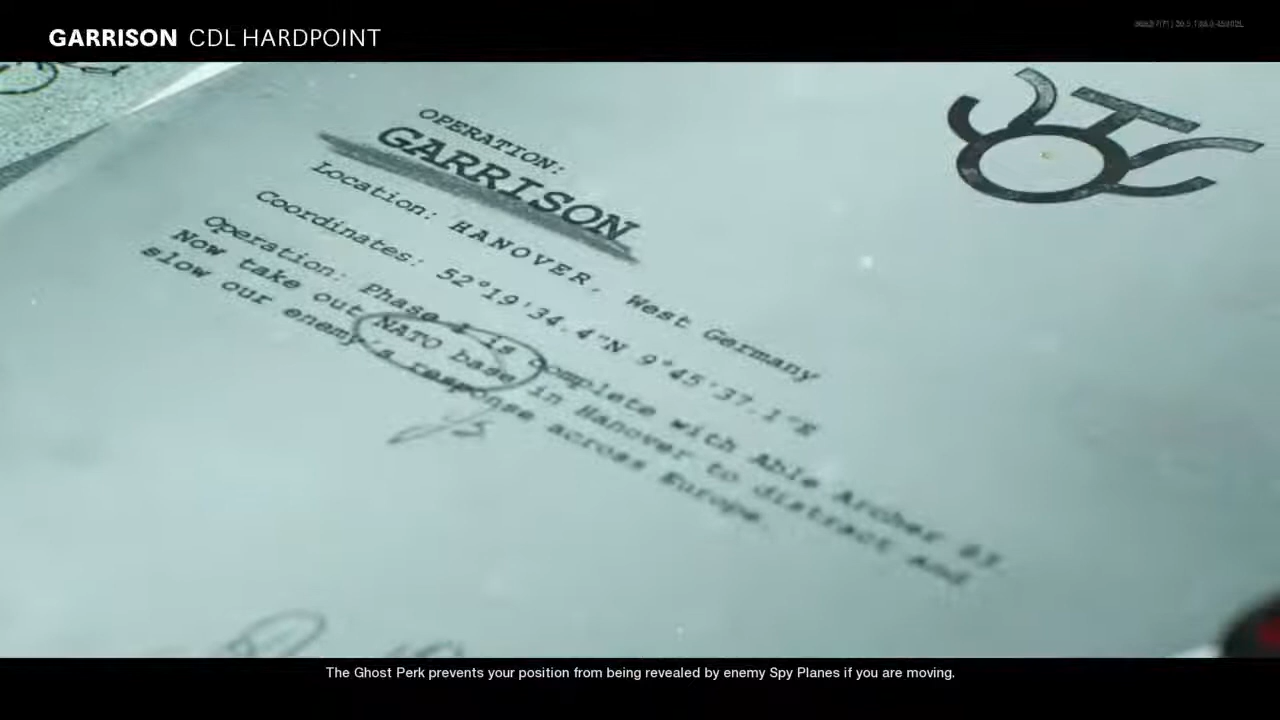 GARRISON CDL HARDPOINT
OPERATION:
GARRISON
Location: HANOVER, West Germany
Coordinates: 52°19'34.4"N 9°45'37.1"E
Operation: Phase 1 is complete with Able Archer
Now take out NATO base in Hanover to distract and
slow our enemy's response across Europe.
The Ghost Perk prevents your position from being revealed by enemy Spy Planes if you are moving.